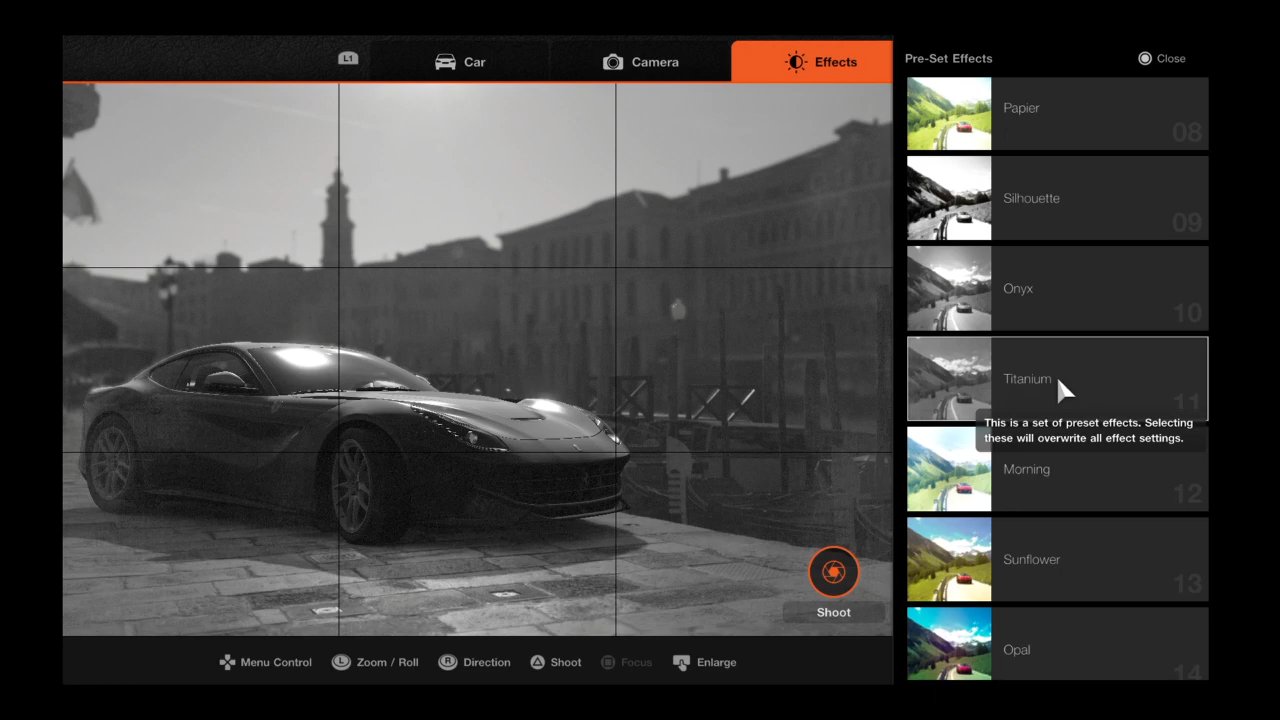 L1
Car
Camera
Effects
Pre-Set Effects
Close
Papier
08
Silhouette
09
Onyx
10
Titanium
11
This is a set of preset effects. Selecting
these will overwrite all effect settings.
Morning
12
Sunflower
13
Opal
14
Shoot
Menu Control
L
Zoom / Roll
R
Direction
Shoot
Focus
Enlarge